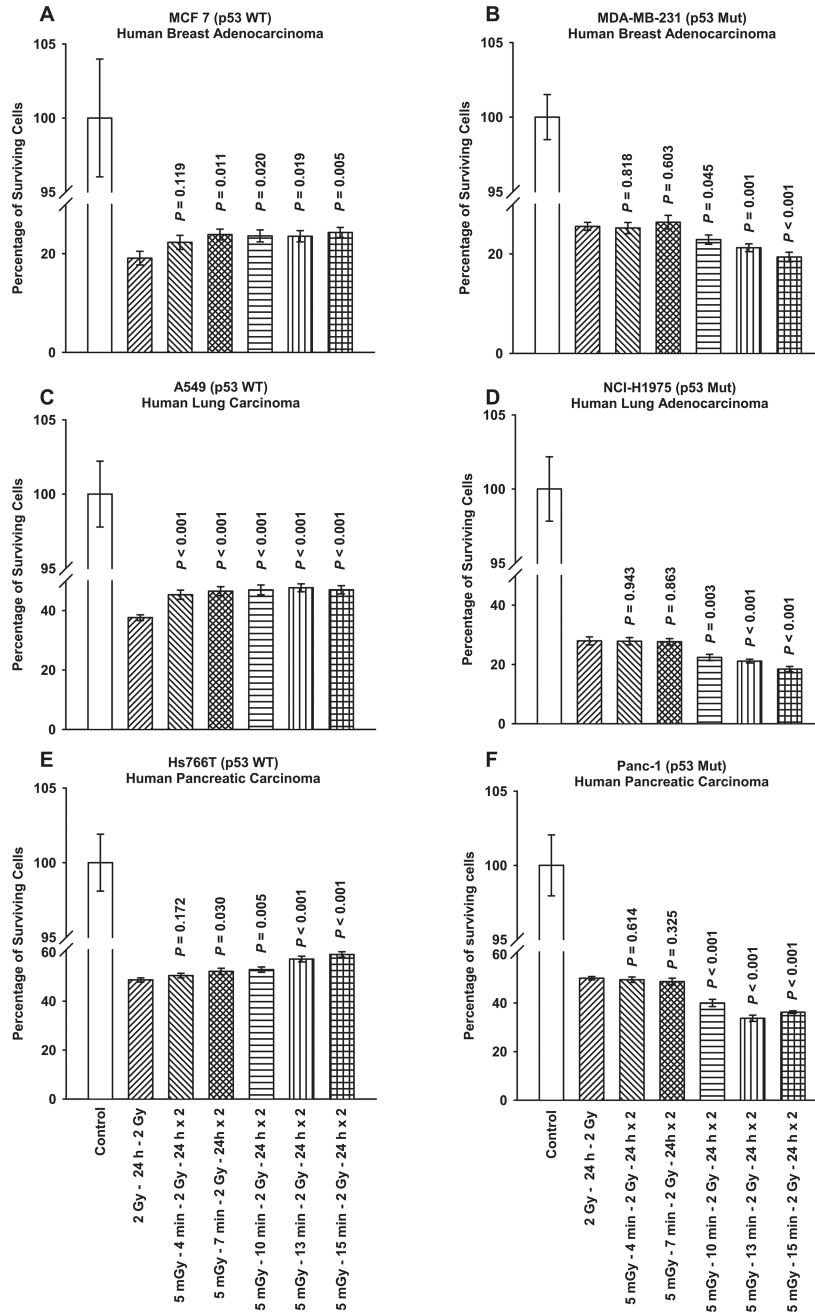 A
MCF 7 (p53 WT)
Human Breast Adenocarcinoma
Percentage of Surviving Cells
105
100
95
20
0
P = 0.119
P = 0.011
P = 0.020
P = 0.019
P = 0.005
B
MDA-MB-231 (p53 Mut)
Human Breast Adenocarcinoma
Percentage of Surviving Cells
105
100
95
20
0
P = 0.818
P = 0.603
P = 0.045
P = 0.001
P < 0.001
C
A549 (p53 WT)
Human Lung Carcinoma
Percentage of Surviving Cells
105
100
95
40
20
0
P < 0.001
P < 0.001
P < 0.001
P < 0.001
P < 0.001
D
NCI-H1975 (p53 Mut)
Human Lung Adenocarcinoma
Percentage of Surviving Cells
105
100
95
40
20
0
P = 0.943
P = 0.863
P = 0.003
P < 0.001
P < 0.001
E
Hs766T (p53 WT)
Human Pancreatic Carcinoma
Percentage of Surviving Cells
105
100
95
60
40
20
0
P = 0.172
P = 0.030
P = 0.005
P < 0.001
P < 0.001
Control
2 Gy - 24 h - 2 Gy
5 mGy - 4 min - 2 Gy - 24 h x 2
5 mGy - 7 min - 2 Gy - 24h x 2
5 mGy - 10 min - 2 Gy - 24 h x 2
5 mGy - 13 min - 2 Gy - 24 h x 2
5 mGy - 15 min - 2 Gy - 24 h x 2
F
Panc-1 (p53 Mut)
Human Pancreatic Carcinoma
Percentage of surviving cells
105
100
95
60
40
20
0
P = 0.614
P = 0.325
P < 0.001
P < 0.001
P < 0.001
Control
2 Gy - 24 h - 2 Gy
5 mGy - 4 min - 2 Gy - 24 h x 2
5 mGy - 7 min - 2 Gy - 24h x 2
5 mGy - 10 min - 2 Gy - 24 h x 2
5 mGy - 13 min - 2 Gy - 24 h x 2
5 mGy - 15 min - 2 Gy - 24 h x 2